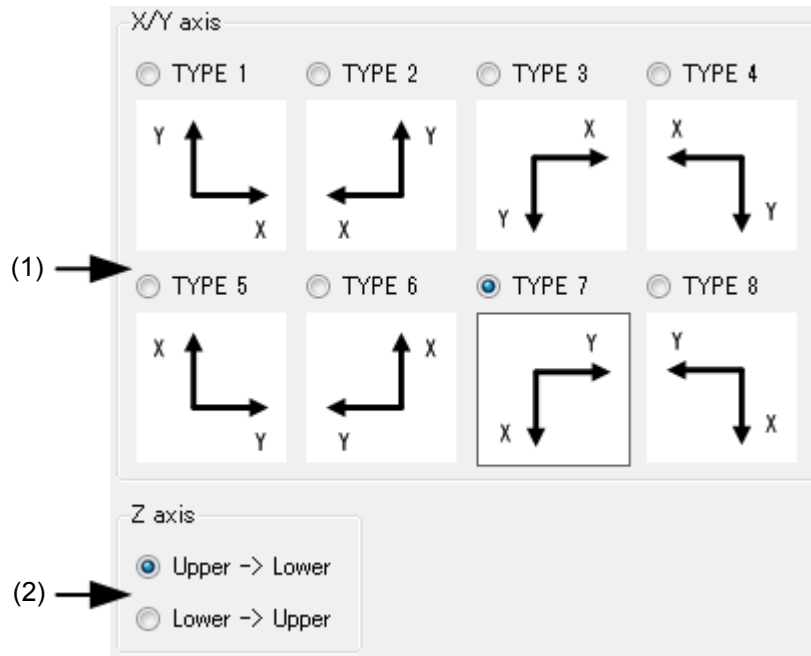 X/Y axis
TYPE 1 TYPE 2 TYPE 3 TYPE 4
Y X
Y X
X Y
X Y
(1)
TYPE 5 TYPE 6 TYPE 7 TYPE 8
X Y
X Y
Y X
Y X
Z axis
Upper -> Lower
(2)
Lower -> Upper